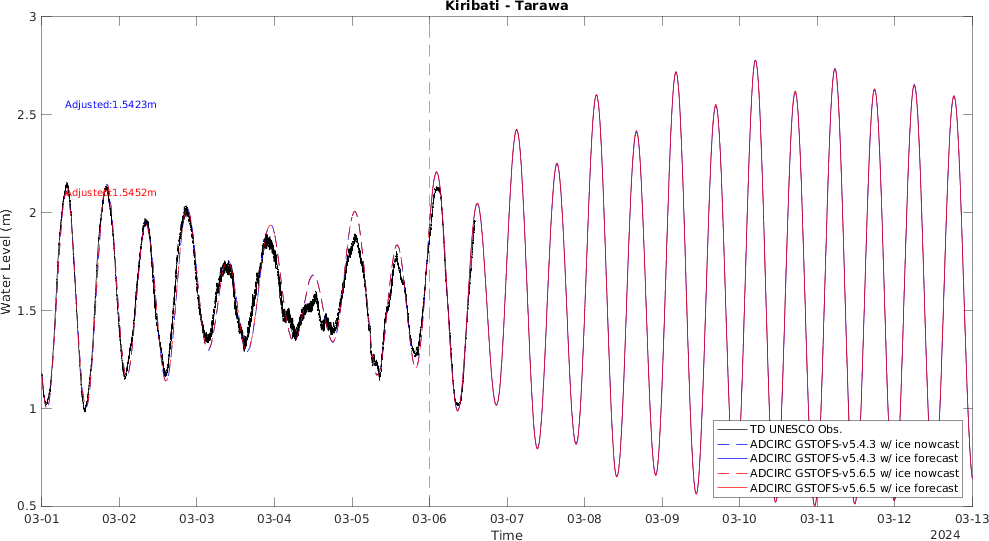 Kiribati - Tarawa
3
2.5
2
1.5
1
0.5
Water Level (m)
Adjusted:1.5423m
Adjusted:1.5452m
TD UNESCO Obs.
ADCIRC GSTOFS-v5.4.3 w/ ice nowcast
ADCIRC GSTOFS-v5.4.3 w/ ice forecast
ADCIRC GSTOFS-v5.6.5 w/ ice nowcast
ADCIRC GSTOFS-v5.6.5 w/ ice forecast
03-01 03-02 03-03 03-04 03-05 03-06 03-07 03-08 03-09 03-10 03-11 03-12 03-13
Time
2024